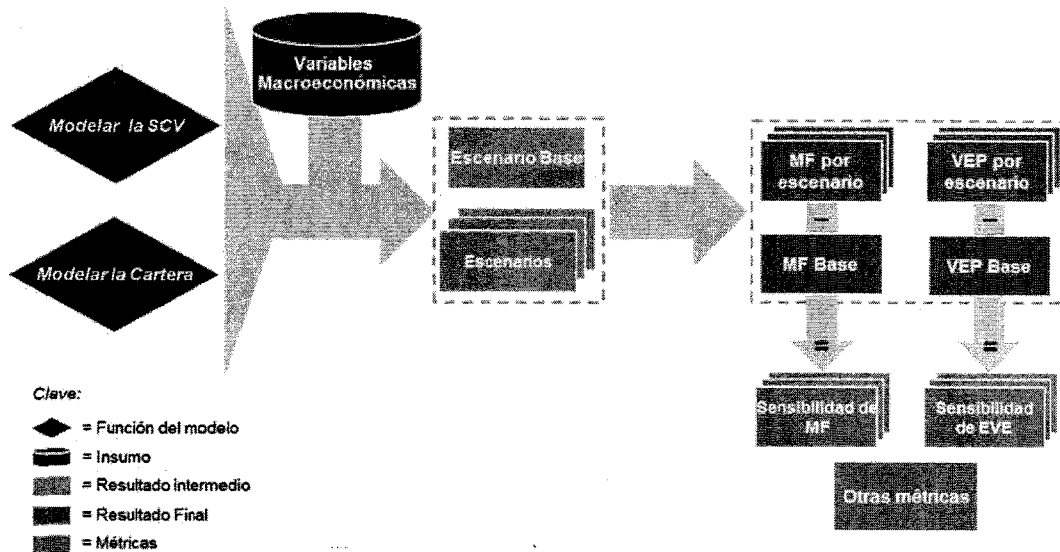 Variables
Macroeconómicas
Modelar la SCV
Modelar la Cartera
Escenario Base
Escenarios
MF por
escenario
VEP por
escenario
–
–
MF Base
VEP Base
=
=
Sensibilidad de
MF
Sensibilidad
de EVE
Otras métricas
Clave:
= Función del modelo
= Insumo
= Resultado intermedio
= Resultado Final
= Métricas